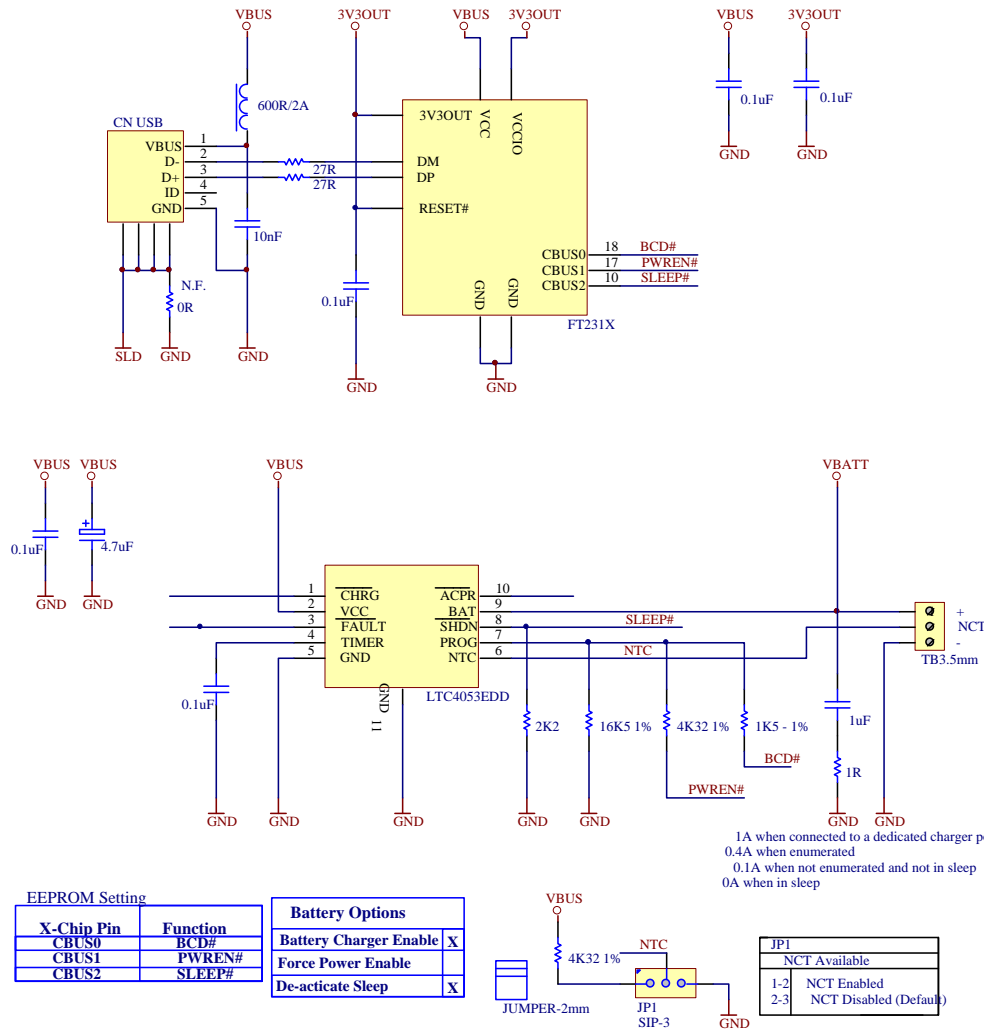 VBUS 3V3OUT VBUS 3V3OUT VBUS 3V3OUT
600R/2A
0.1uF 0.1uF
GND GND
CN USB
VBUS 1
D- 2
D+ 3
ID 4
GND 5
27R
27R
10nF
N.F.
0R
0.1uF
SLD GND GND GND
3V3OUT
VCC
VCCIO
DM
DP
RESET#
CBUS0 18 BCD#
CBUS1 17 PWREN#
CBUS2 10 SLEEP#
GND
GND
FT231X
GND
VBUS VBUS VBUS VBATT
0.1uF
4.7uF
GND GND
1 CHRG
2 VCC
3 FAULT
4 TIMER
5 GND
ACPR 10
BAT 9
SHDN 8 SLEEP#
PROG 7
NTC 6 NTC
GND 11
LTC4053EDD
0.1uF
+
NCT
-
TB3.5mm
2K2 16K5 1% 4K32 1% 1K5 - 1%
1uF
1R
BCD#
PWREN#
GND GND GND GND GND GND GND
1A when connected to a dedicated charger p
0.4A when enumerated
0.1A when not enumerated and not in sleep
0A when in sleep
EEPROM Setting
X-Chip Pin Function
CBUS0 BCD#
CBUS1 PWREN#
CBUS2 SLEEP#
Battery Options
Battery Charger Enable X
Force Power Enable
De-acticate Sleep X
VBUS
4K32 1%
NTC
JUMPER-2mm
JP1
SIP-3
GND
JP1
NCT Available
1-2 NCT Enabled
2-3 NCT Disabled (Default)